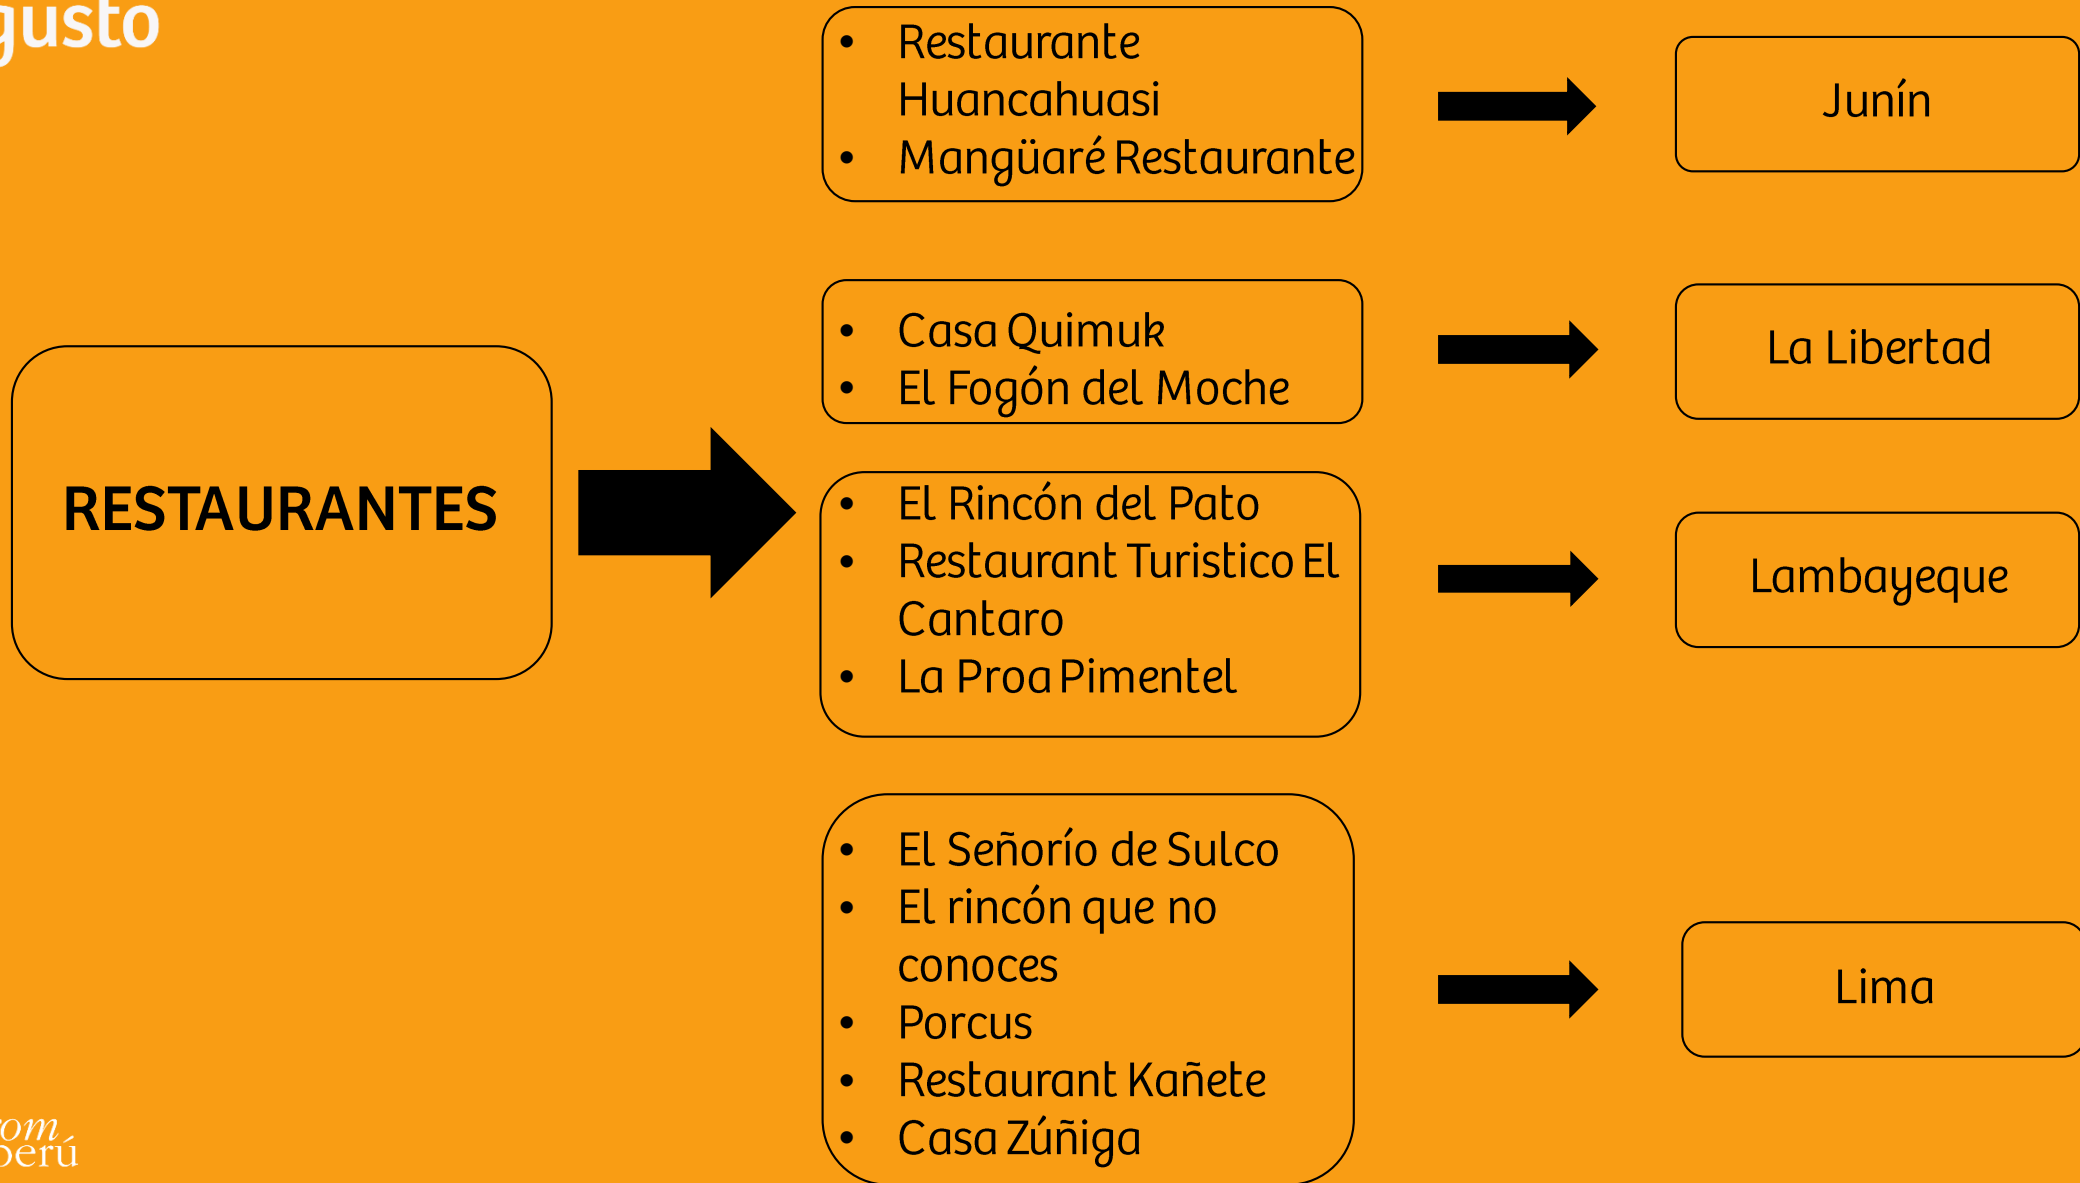 gusto
• Restaurante
Huancahuasi
• Mangüaré Restaurante
Junín
• Casa Quimuk
• El Fogón del Moche
La Libertad
RESTAURANTES
• El Rincón del Pato
• Restaurant Turistico El
Cantaro
• La Proa Pimentel
Lambayeque
• El Señorío de Sulco
• El rincón que no
conoces
• Porcus
• Restaurant Kañete
• Casa Zúñiga
Lima
om
perú